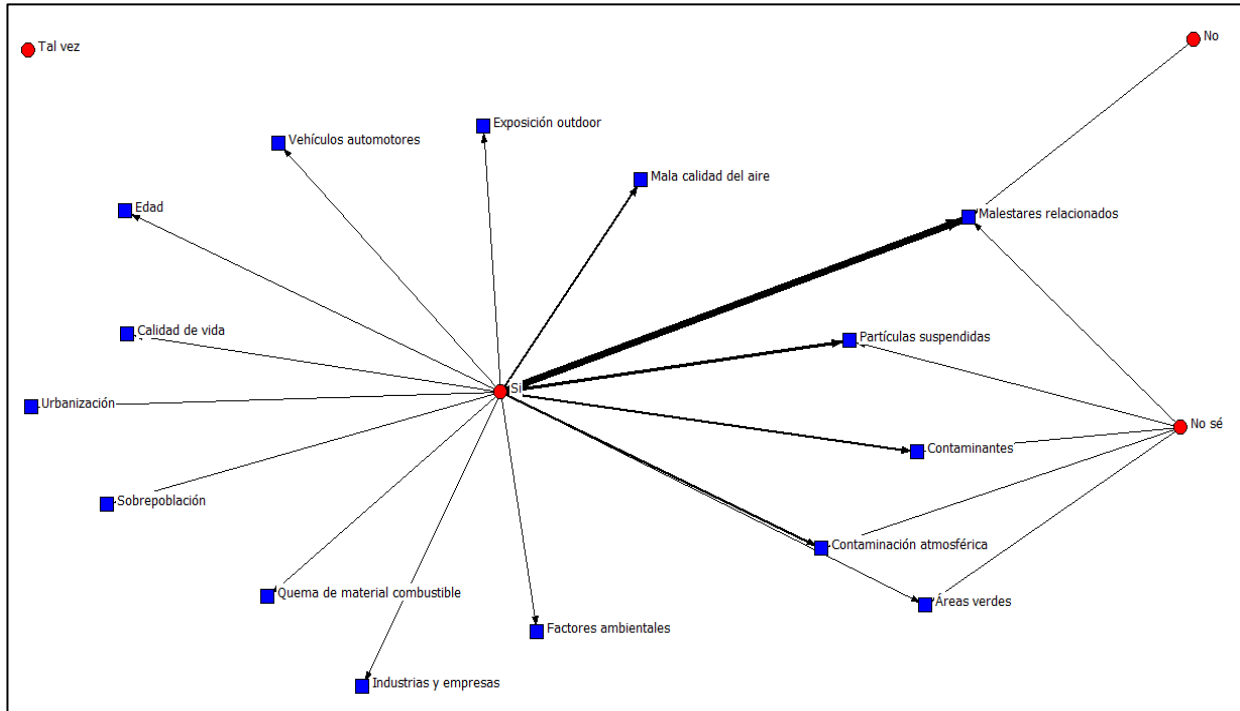 Tal vez
No
Exposición outdoor
Vehículos automotores
Mala calidad del aire
Edad
Malestares relacionados
Calidad de vida
Partículas suspendidas
Si
Urbanización
No sé
Contaminantes
Sobrepoblación
Contaminación atmosférica
Quema de material combustible
Áreas verdes
Factores ambientales
Industrias y empresas